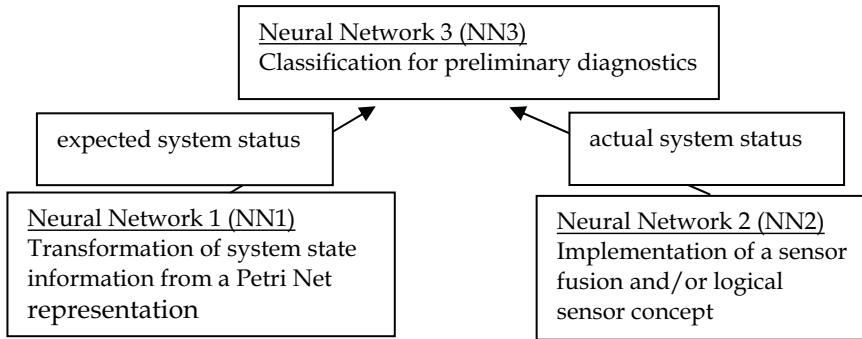 Neural Network 3 (NN3)
Classification for preliminary diagnostics
expected system status
actual system status
Neural Network 1 (NN1)
Transformation of system state
information from a Petri Net
representation
Neural Network 2 (NN2)
Implementation of a sensor
fusion and/or logical
sensor concept